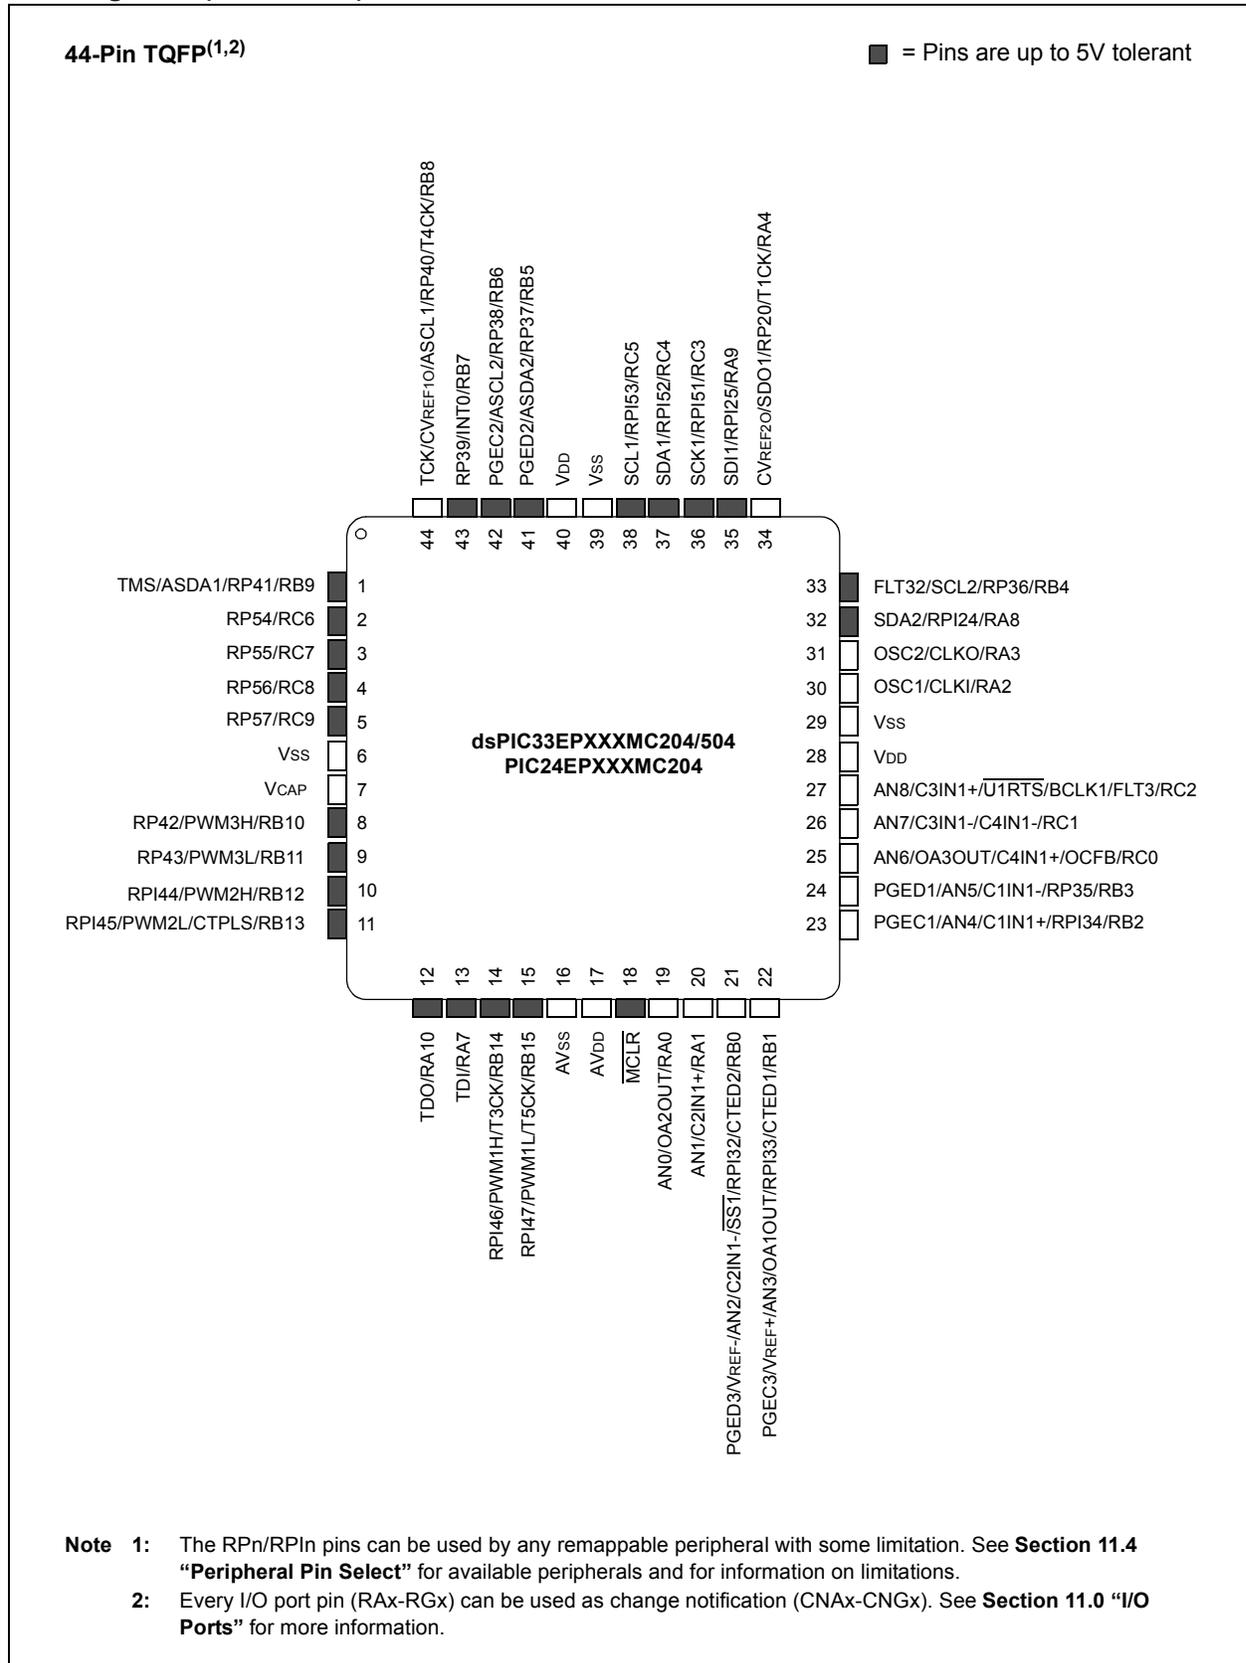 44-Pin TQFP(1,2)
= Pins are up to 5V tolerant
TCK/CVREF1O/ASCL1/RP40/T4CK/RB8
RP39/INT0/RB7
PGEC2/ASCL2/RP38/RB6
PGED2/ASDA2/RP37/RB5
VDD
VSS
SCL1/RPI53/RC5
SDA1/RPI52/RC4
SCK1/RPI51/RC3
SDI1/RPI25/RA9
CVREF2O/SDO1/RP20/T1CK/RA4
44 43 42 41 40 39 38 37 36 35 34
TMS/ASDA1/RP41/RB9 1
RP54/RC6 2
RP55/RC7 3
RP56/RC8 4
RP57/RC9 5
VSS 6
VCAP 7
RP42/PWM3H/RB10 8
RP43/PWM3L/RB11 9
RPI44/PWM2H/RB12 10
RPI45/PWM2L/CTPLS/RB13 11
dsPIC33EPXXXMC204/504
PIC24EPXXXMC204
33 FLT32/SCL2/RP36/RB4
32 SDA2/RPI24/RA8
31 OSC2/CLKO/RA3
30 OSC1/CLKI/RA2
29 VSS
28 VDD
27 AN8/C3IN1+/U1RTS/BCLK1/FLT3/RC2
26 AN7/C3IN1-/C4IN1-/RC1
25 AN6/OA3OUT/C4IN1+/OCFB/RC0
24 PGED1/AN5/C1IN1-/RP35/RB3
23 PGEC1/AN4/C1IN1+/RPI34/RB2
12 13 14 15 16 17 18 19 20 21 22
TDO/RA10
TDI/RA7
RPI46/PWM1H/T3CK/RB14
RPI47/PWM1L/T5CK/RB15
AVSS
AVDD
MCLR
AN0/OA2OUT/RA0
AN1/C2IN1+/RA1
PGED3/VREF-/AN2/C2IN1-/SS1/RPI32/CTED2/RB0
PGEC3/VREF+/AN3/OA1OUT/RPI33/CTED1/RB1
Note 1: The RPn/RPIn pins can be used by any remappable peripheral with some limitation. See Section 11.4
“Peripheral Pin Select” for available peripherals and for information on limitations.
2: Every I/O port pin (RAx-RGx) can be used as change notification (CNAx-CNGx). See Section 11.0 “I/O
Ports” for more information.